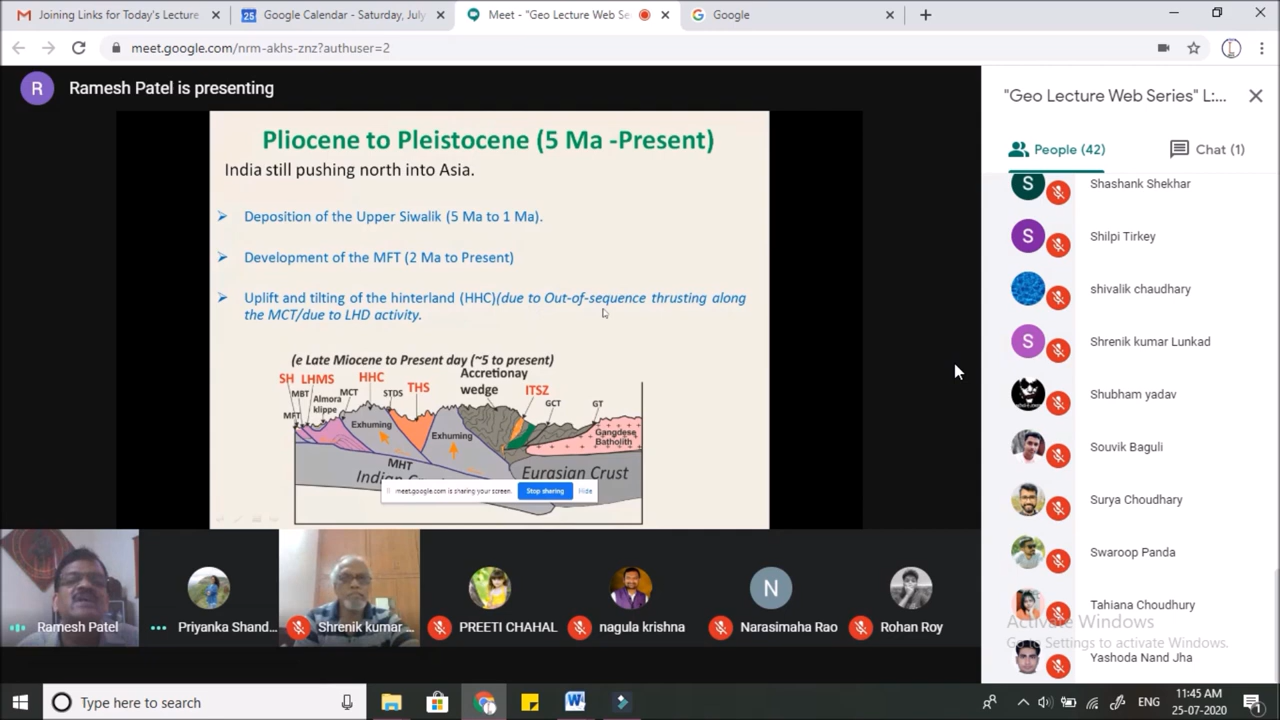 Joining Links for Today's Lecture
Google Calendar - Saturday, July
Meet - "Geo Lecture Web Se
Google
meet.google.com/nrm-akhs-znz?authuser=2
R
Ramesh Patel is presenting
"Geo Lecture Web Series" L:...
People (42)
Chat (1)
Pliocene to Pleistocene (5 Ma -Present)
India still pushing north into Asia.
Deposition of the Upper Siwalik (5 Ma to 1 Ma).
Development of the MFT (2 Ma to Present)
Uplift and tilting of the hinterland (HHC)(due to Out-of-sequence thrusting along
the MCT/due to LHD activity.
(e Late Miocene to Present day (~5 to present)
SH
LHMS
HHC
THS
Accretionay
wedge
ITSZ
MBT
MCT
STDS
Almora
klippe
MFT
GCT
GT
Exhuming
Exhuming
Gangdese
Batholith
MHT
Eurasian Crust
meet.google.com is sharing your screen.
Stop sharing
Hide
S
Shashank Shekhar
S
Shilpi Tirkey
shivalik chaudhary
S
Shrenik kumar Lunkad
Shubham yadav
Souvik Baguli
Surya Choudhary
Swaroop Panda
Tahiana Choudhury
Activate Windows
Go to Settings to activate Windows.
Yashoda Nand Jha
Ramesh Patel
Priyanka Shand...
Shrenik kumar ...
PREETI CHAHAL
nagula krishna
N
Narasimaha Rao
Rohan Roy
Type here to search
ENG
11:45 AM
25-07-2020
1